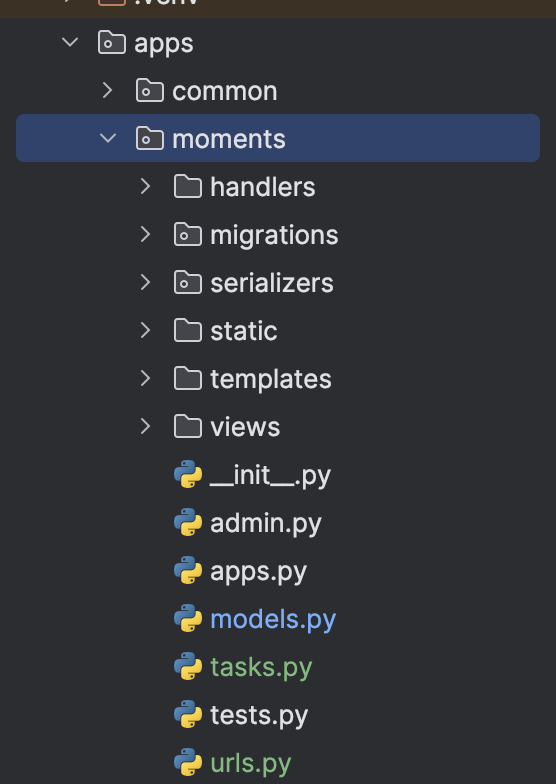 .venv
apps
common
moments
handlers
migrations
serializers
static
templates
views
__init__.py
admin.py
apps.py
models.py
tasks.py
tests.py
urls.py